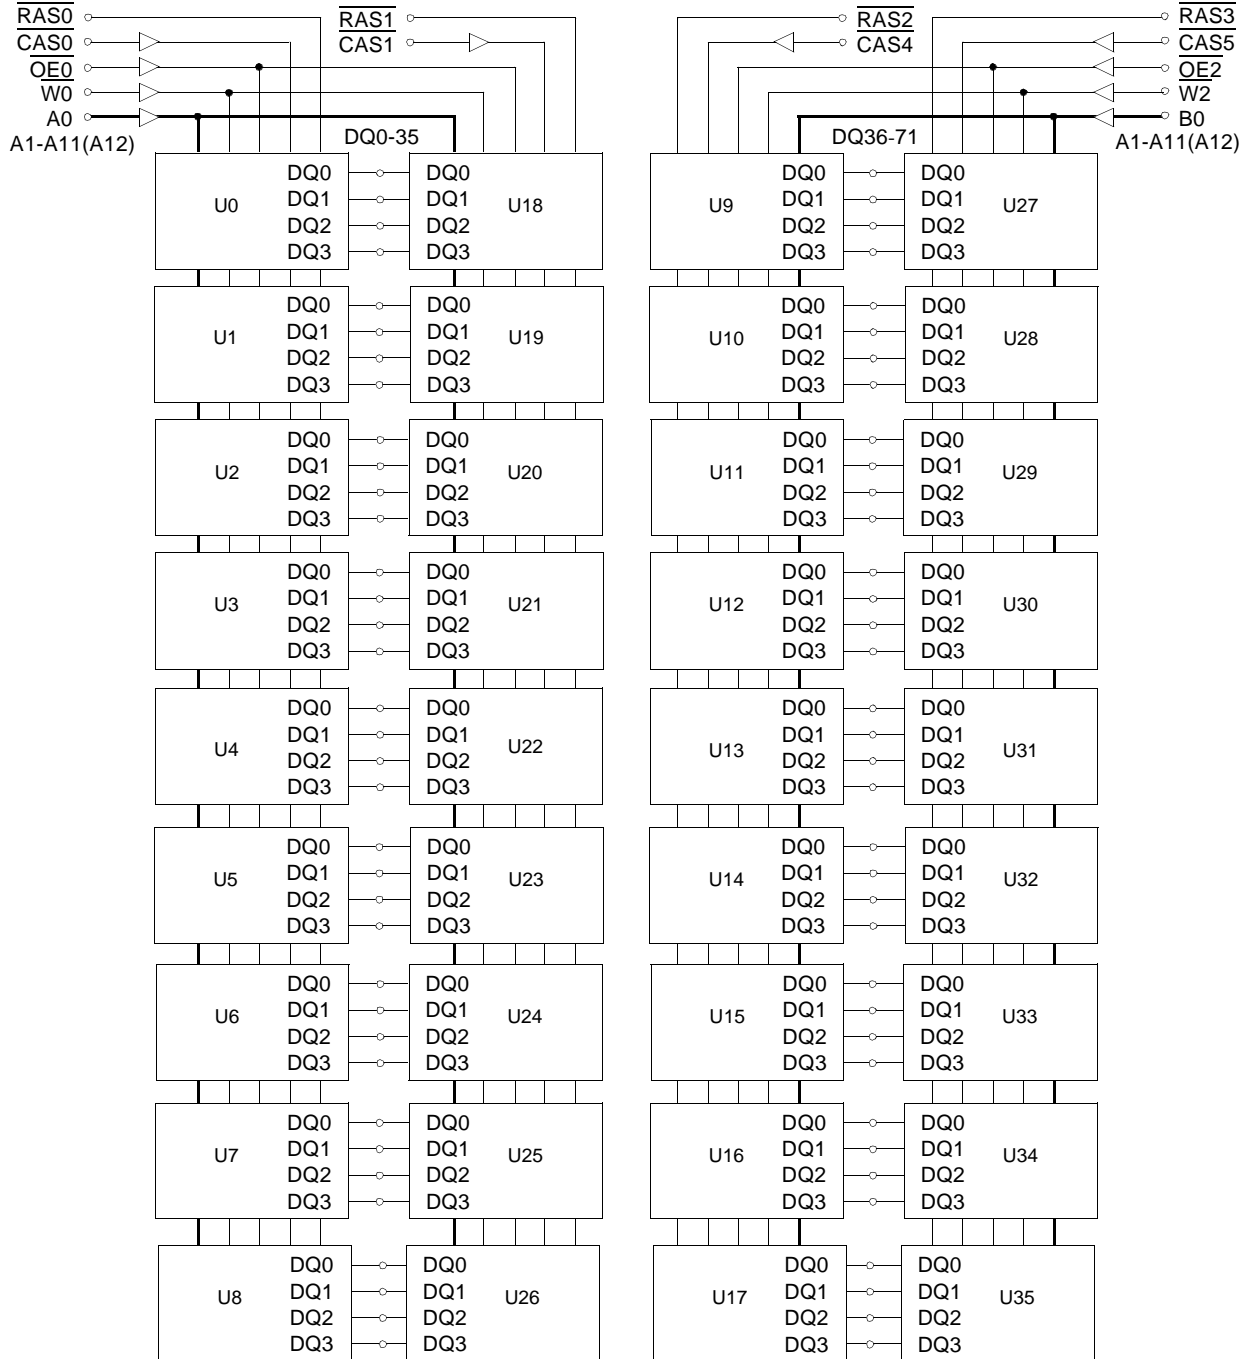 RAS0 RAS1 RAS2 RAS3
CAS0 CAS1 CAS4 CAS5
OE0 OE2
W0 W2
A0 B0
A1-A11(A12) DQ0-35 DQ36-71 A1-A11(A12)
DQ0 DQ0 DQ0 DQ0
U0 DQ1 DQ1 U18 U9 DQ1 DQ1 U27
DQ2 DQ2 DQ2 DQ2
DQ3 DQ3 DQ3 DQ3
DQ0 DQ0 DQ0 DQ0
U1 DQ1 DQ1 U19 U10 DQ1 DQ1 U28
DQ2 DQ2 DQ2 DQ2
DQ3 DQ3 DQ3 DQ3
DQ0 DQ0 DQ0 DQ0
U2 DQ1 DQ1 U20 U11 DQ1 DQ1 U29
DQ2 DQ2 DQ2 DQ2
DQ3 DQ3 DQ3 DQ3
DQ0 DQ0 DQ0 DQ0
U3 DQ1 DQ1 U21 U12 DQ1 DQ1 U30
DQ2 DQ2 DQ2 DQ2
DQ3 DQ3 DQ3 DQ3
DQ0 DQ0 DQ0 DQ0
U4 DQ1 DQ1 U22 U13 DQ1 DQ1 U31
DQ2 DQ2 DQ2 DQ2
DQ3 DQ3 DQ3 DQ3
DQ0 DQ0 DQ0 DQ0
U5 DQ1 DQ1 U23 U14 DQ1 DQ1 U32
DQ2 DQ2 DQ2 DQ2
DQ3 DQ3 DQ3 DQ3
DQ0 DQ0 DQ0 DQ0
U6 DQ1 DQ1 U24 U15 DQ1 DQ1 U33
DQ2 DQ2 DQ2 DQ2
DQ3 DQ3 DQ3 DQ3
DQ0 DQ0 DQ0 DQ0
U7 DQ1 DQ1 U25 U16 DQ1 DQ1 U34
DQ2 DQ2 DQ2 DQ2
DQ3 DQ3 DQ3 DQ3
DQ0 DQ0 DQ0 DQ0
U8 DQ1 DQ1 U26 U17 DQ1 DQ1 U35
DQ2 DQ2 DQ2 DQ2
DQ3 DQ3 DQ3 DQ3